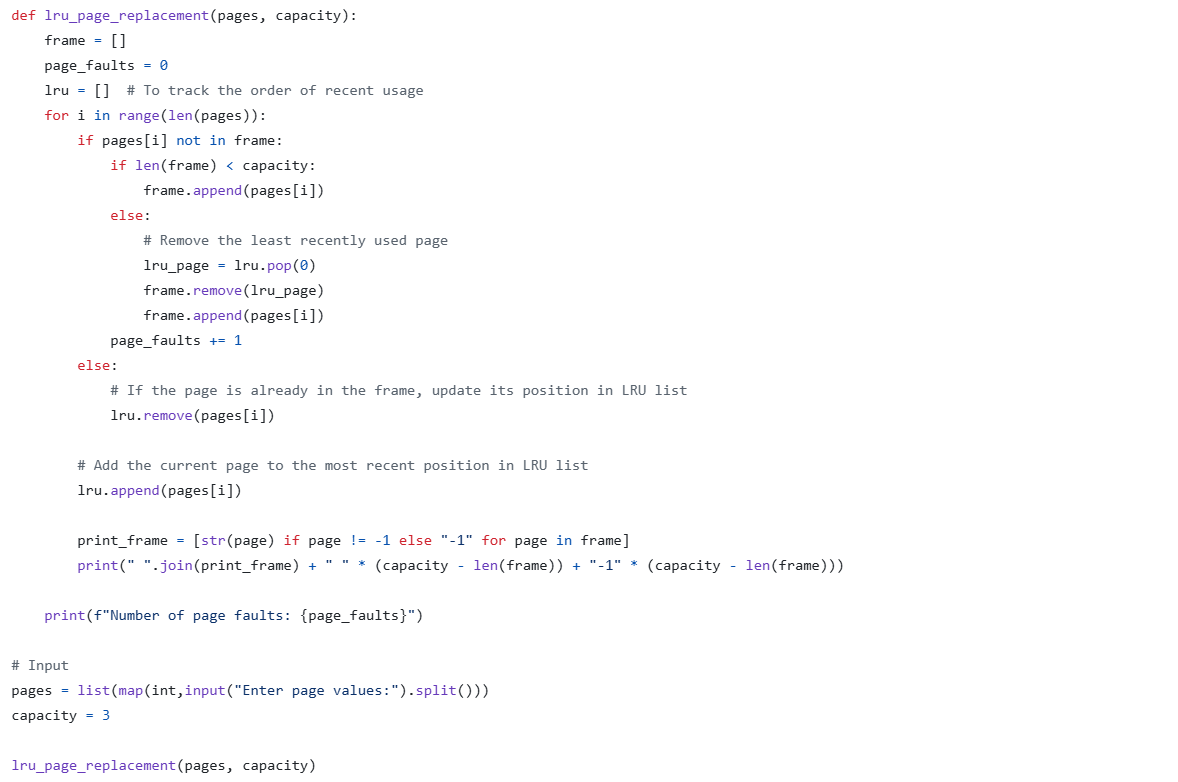 def lru_page_replacement(pages, capacity):
    frame = []
    page_faults = 0
    lru = []  # To track the order of recent usage
    for i in range(len(pages)):
        if pages[i] not in frame:
            if len(frame) < capacity:
                frame.append(pages[i])
            else:
                # Remove the least recently used page
                lru_page = lru.pop(0)
                frame.remove(lru_page)
                frame.append(pages[i])
            page_faults += 1
        else:
            # If the page is already in the frame, update its position in LRU list
            lru.remove(pages[i])

        # Add the current page to the most recent position in LRU list
        lru.append(pages[i])

        print_frame = [str(page) if page != -1 else "-1" for page in frame]
        print(" ".join(print_frame) + " " * (capacity - len(frame)) + "-1" * (capacity - len(frame)))

    print(f"Number of page faults: {page_faults}")

# Input
pages = list(map(int,input("Enter page values:").split()))
capacity = 3

lru_page_replacement(pages, capacity)